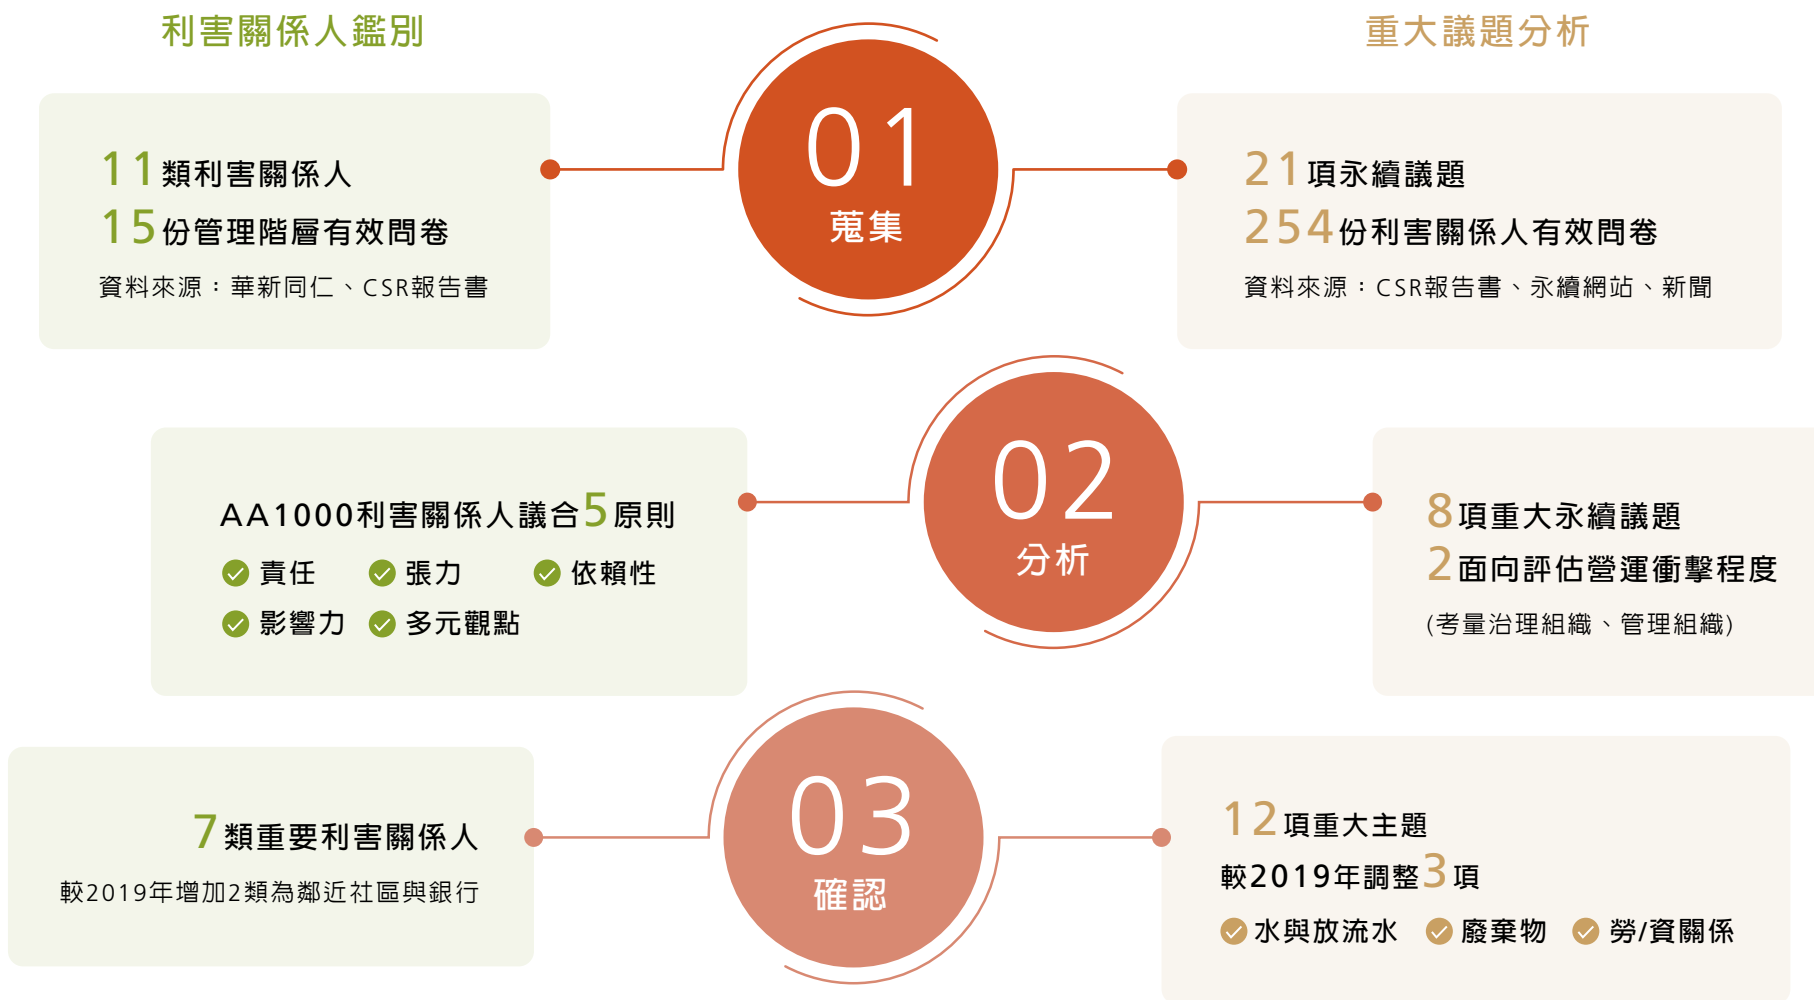 利害關係人鑑別
重大議題分析
11類利害關係人
15份管理階層有效問卷
資料來源：華新同仁、CSR報告書
01
蒐集
21項永續議題
254份利害關係人有效問卷
資料來源：CSR報告書、永續網站、新聞
AA1000利害關係人議合5原則
責任 張力 依賴性
影響力 多元觀點
02
分析
8項重大永續議題
2面向評估營運衝擊程度
(考量治理組織、管理組織)
7類重要利害關係人
較2019年增加2類為鄰近社區與銀行
03
確認
12項重大主題
較2019年調整3項
水與放流水 廢棄物 勞/資關係